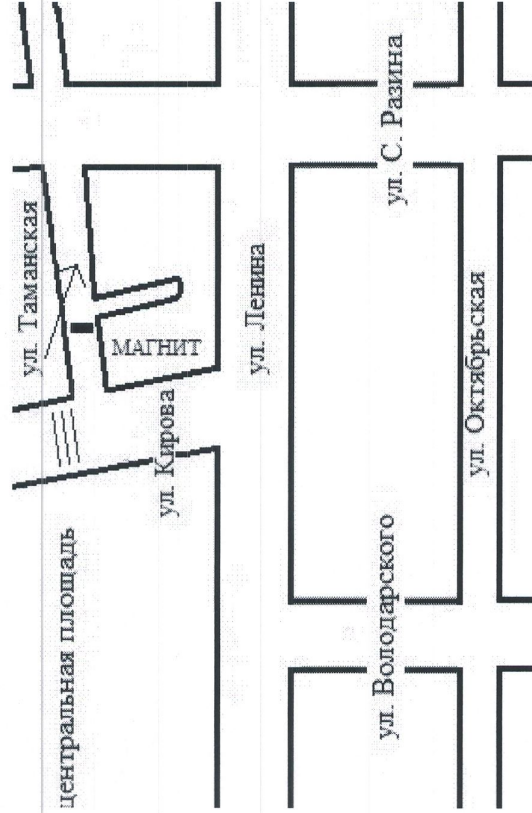 ул. Таманская
МАГНИТ
ул. Кирова
центральная площадь
ул. Ленина
ул. С. Разина
ул. Володарского
ул. Октябрьская